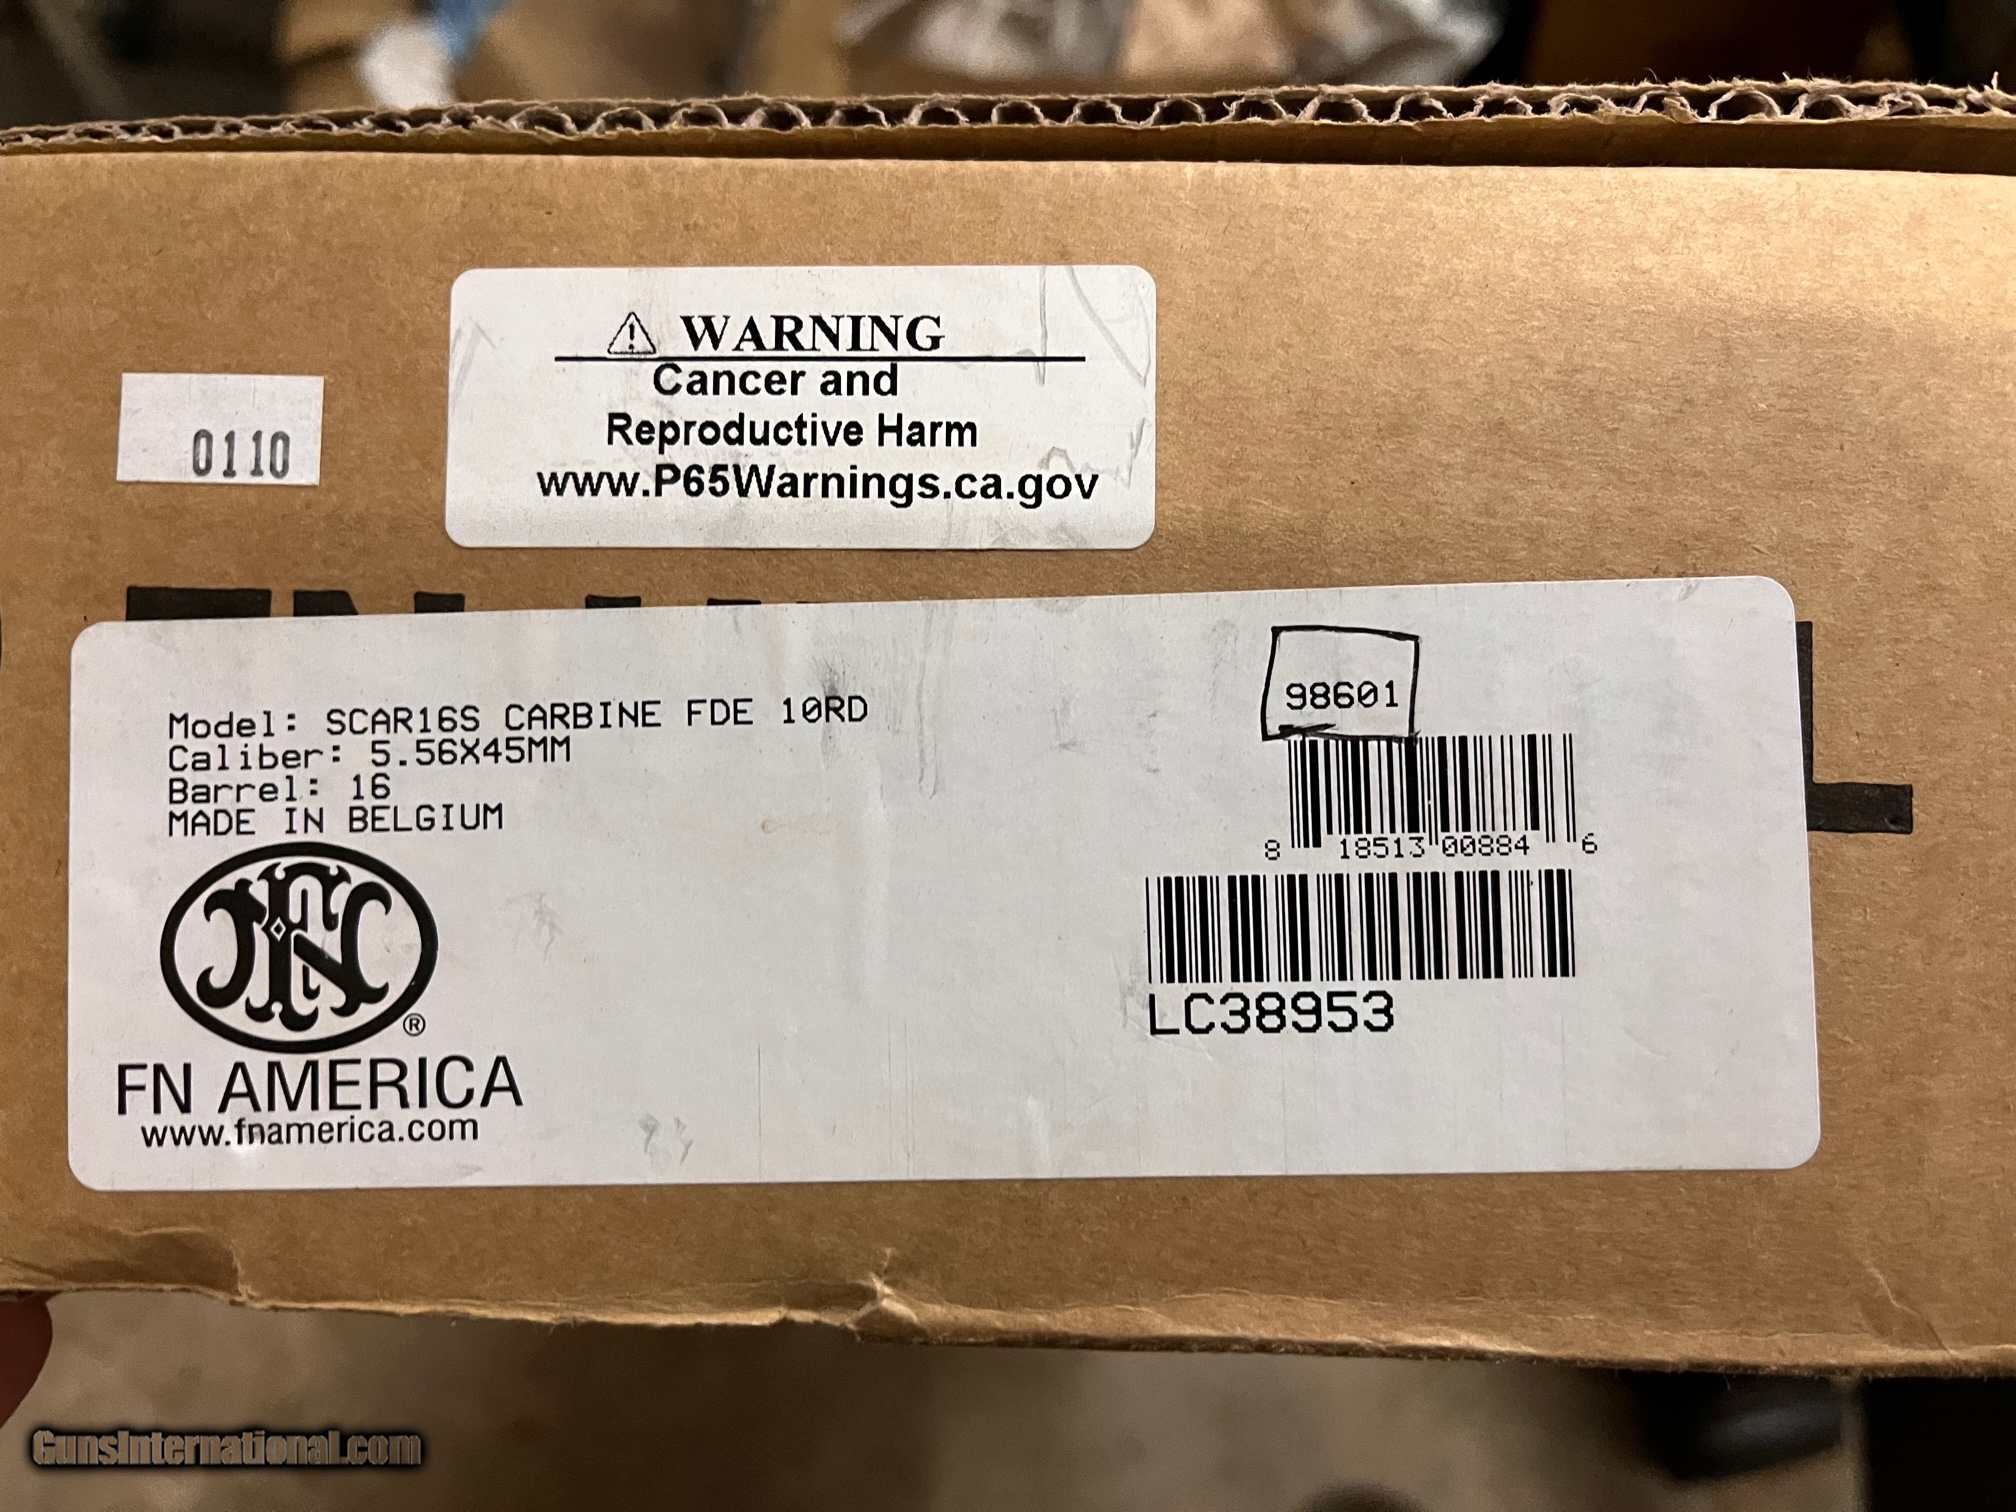 WARNING
Cancer and
Reproductive Harm
www.P65Warnings.ca.gov
0110
Model: SCAR16S CARBINE FDE 10RD
Caliber: 5.56X45MM
Barrel: 16
MADE IN BELGIUM
FN
®
FN AMERICA
www.fnamerica.com
98601
8 18513 00884 6
LC38953
GunsInternational.com